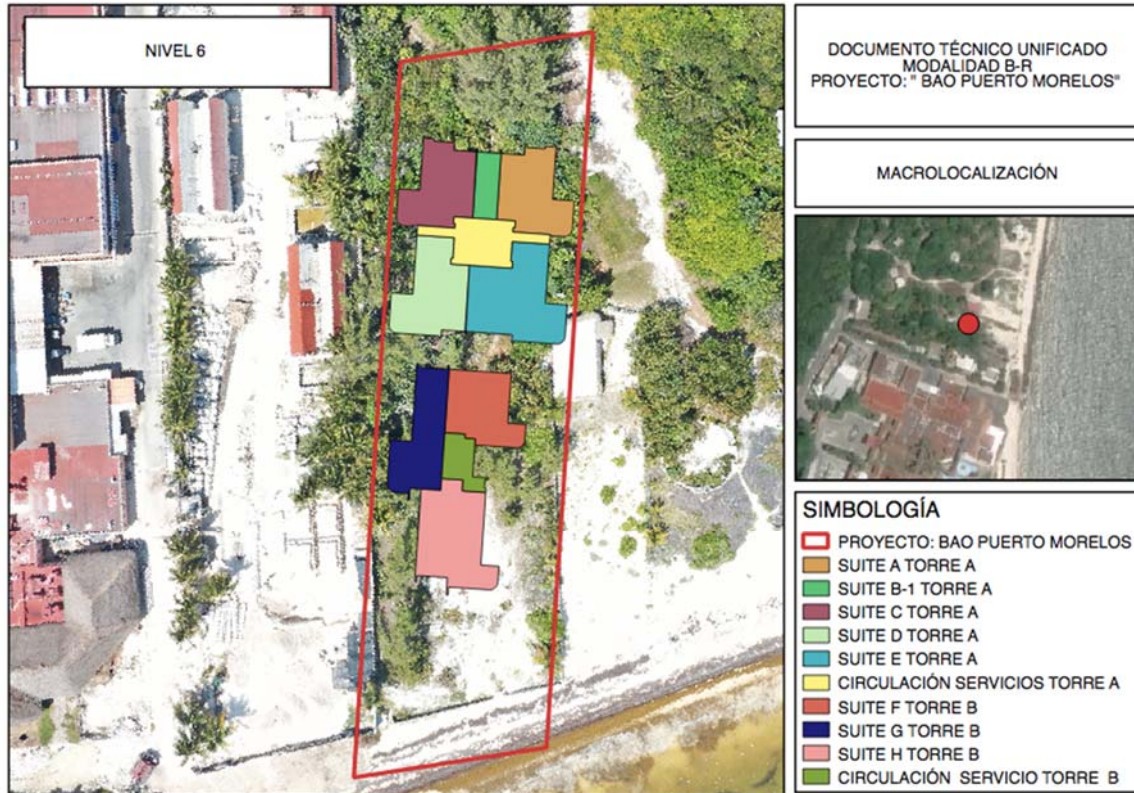 NIVEL 6
DOCUMENTO TÉCNICO UNIFICADO
MODALIDAD B-R
PROYECTO: " BAO PUERTO MORELOS"
MACROLOCALIZACIÓN
SIMBOLOGÍA
PROYECTO: BAO PUERTO MORELOS
SUITE A TORRE A
SUITE B-1 TORRE A
SUITE C TORRE A
SUITE D TORRE A
SUITE E TORRE A
CIRCULACIÓN SERVICIOS TORRE A
SUITE F TORRE B
SUITE G TORRE B
SUITE H TORRE B
CIRCULACIÓN SERVICIO TORRE B